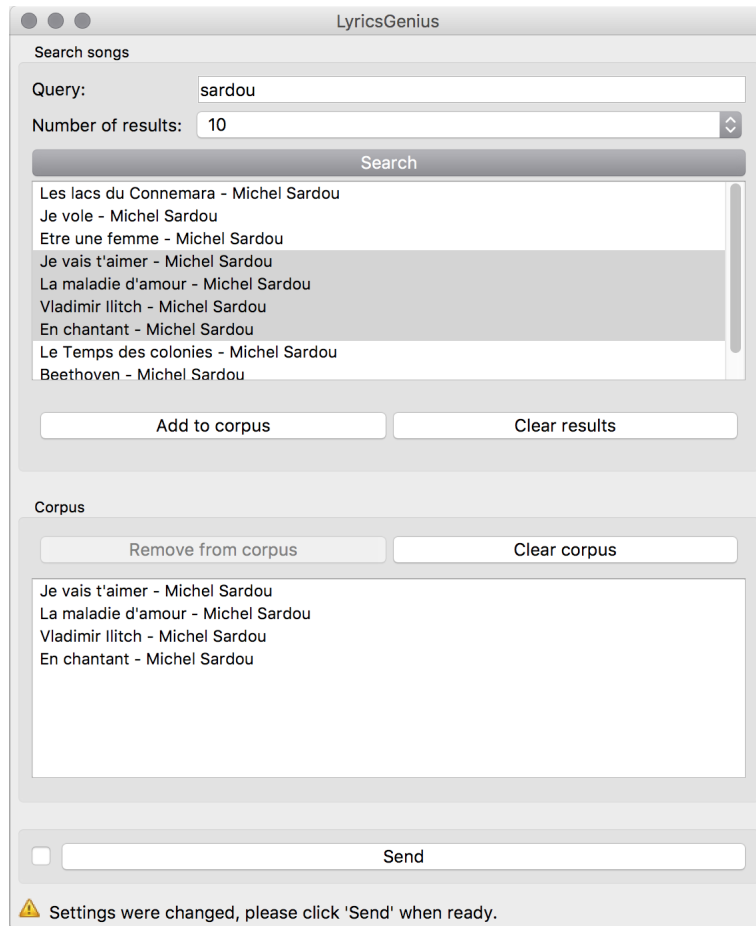 LyricsGenius
Search songs
Query: sardou
Number of results: 10
Search
Les lacs du Connemara - Michel Sardou
Je vole - Michel Sardou
Etre une femme - Michel Sardou
Je vais t'aimer - Michel Sardou
La maladie d'amour - Michel Sardou
Vladimir Ilitch - Michel Sardou
En chantant - Michel Sardou
Le Temps des colonies - Michel Sardou
Beethoven - Michel Sardou
Add to corpus Clear results
Corpus
Remove from corpus Clear corpus
Je vais t'aimer - Michel Sardou
La maladie d'amour - Michel Sardou
Vladimir Ilitch - Michel Sardou
En chantant - Michel Sardou
Send
Settings were changed, please click 'Send' when ready.